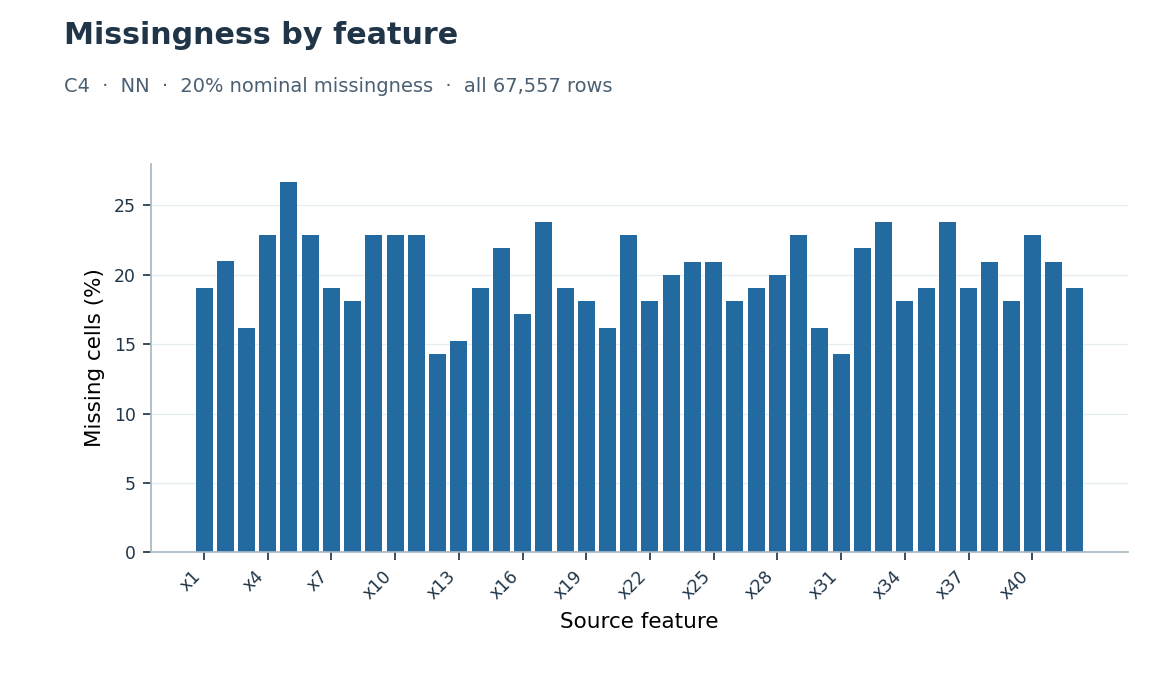 Missingness by feature
C4 · NN · 20% nominal missingness · all 67,557 rows
25
20
15
10
5
0
Missing cells (%)
x1 x4 x7 x10 x13 x16 x19 x22 x25 x28 x31 x34 x37 x40
Source feature